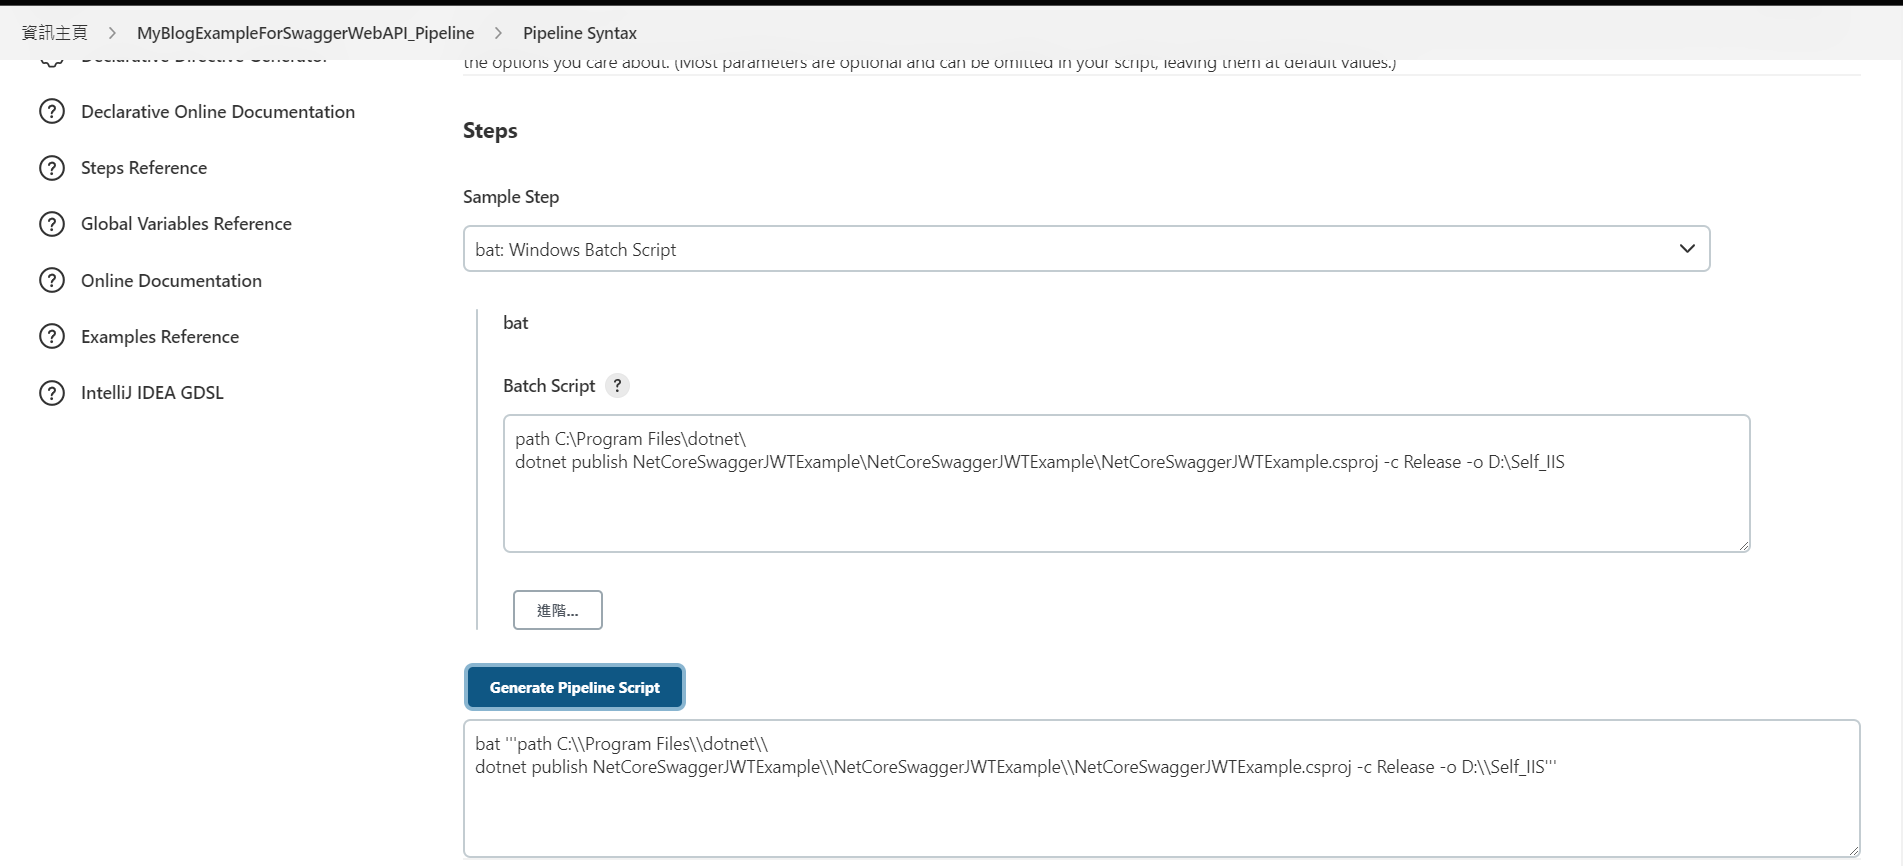 資訊主頁 > MyBlogExampleForSwaggerWebAPI_Pipeline > Pipeline Syntax
Declarative Directive Generator
Declarative Online Documentation
Steps Reference
Global Variables Reference
Online Documentation
Examples Reference
IntelliJ IDEA GDSL
the options you care about. (Most parameters are optional and can be omitted in your script, leaving them at default values.)
Steps
Sample Step
bat: Windows Batch Script
bat
Batch Script ?
path C:\Program Files\dotnet\
dotnet publish NetCoreSwaggerJWTExample\NetCoreSwaggerJWTExample\NetCoreSwaggerJWTExample.csproj -c Release -o D:\Self_IIS
進階...
Generate Pipeline Script
bat '''path C:\\Program Files\\dotnet\\
dotnet publish NetCoreSwaggerJWTExample\\NetCoreSwaggerJWTExample\\NetCoreSwaggerJWTExample.csproj -c Release -o D:\\Self_IIS'''